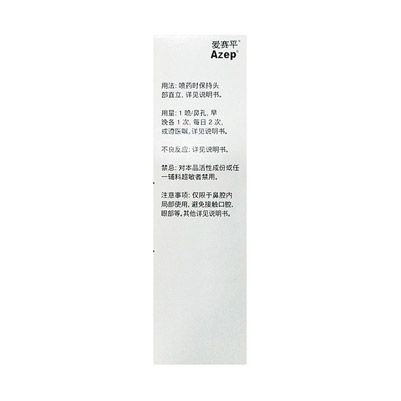 爱赛平
Azep®
用法: 喷药时保持头
部直立, 详见说明书。
用量: 1 喷/鼻孔, 早
晚各 1 次, 每日 2 次,
或遵医嘱, 详见说明书。
不良反应: 详见说明书。
禁忌: 对本品活性成份或任
一辅料超敏者禁用。
注意事项: 仅限于鼻腔内
局部使用, 避免接触口腔,
眼部等。其他详见说明书。